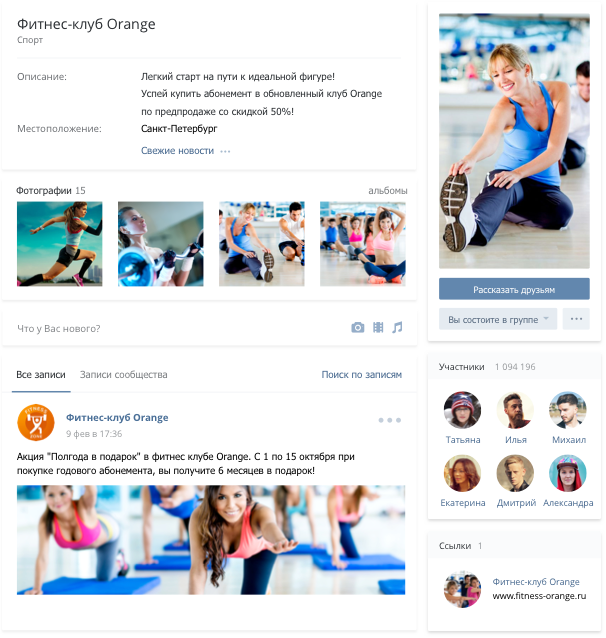 Фитнес-клуб Orange
Спорт
Описание:
Легкий старт на пути к идеальной фигуре!
Успей купить абонемент в обновленный клуб Orange
по предпродаже со скидкой 50%!
Местоположение:
Санкт-Петербург
Свежие новости
Фотографии 15
альбомы
Что у Вас нового?
Все записи
Записи сообщества
Поиск по записям
FITNESS
Фитнес-клуб Orange
9 фев в 17:36
Акция "Полгода в подарок" в фитнес клубе Orange. С 1 по 15 октября при
покупке годового абонемента, вы получите 6 месяцев в подарок!
Рассказать друзьям
Вы состоите в группе
Участники 1 094 196
Татьяна
Илья
Михаил
Екатерина
Дмитрий
Александра
Ссылки 1
Фитнес-клуб Orange
www.fitness-orange.ru